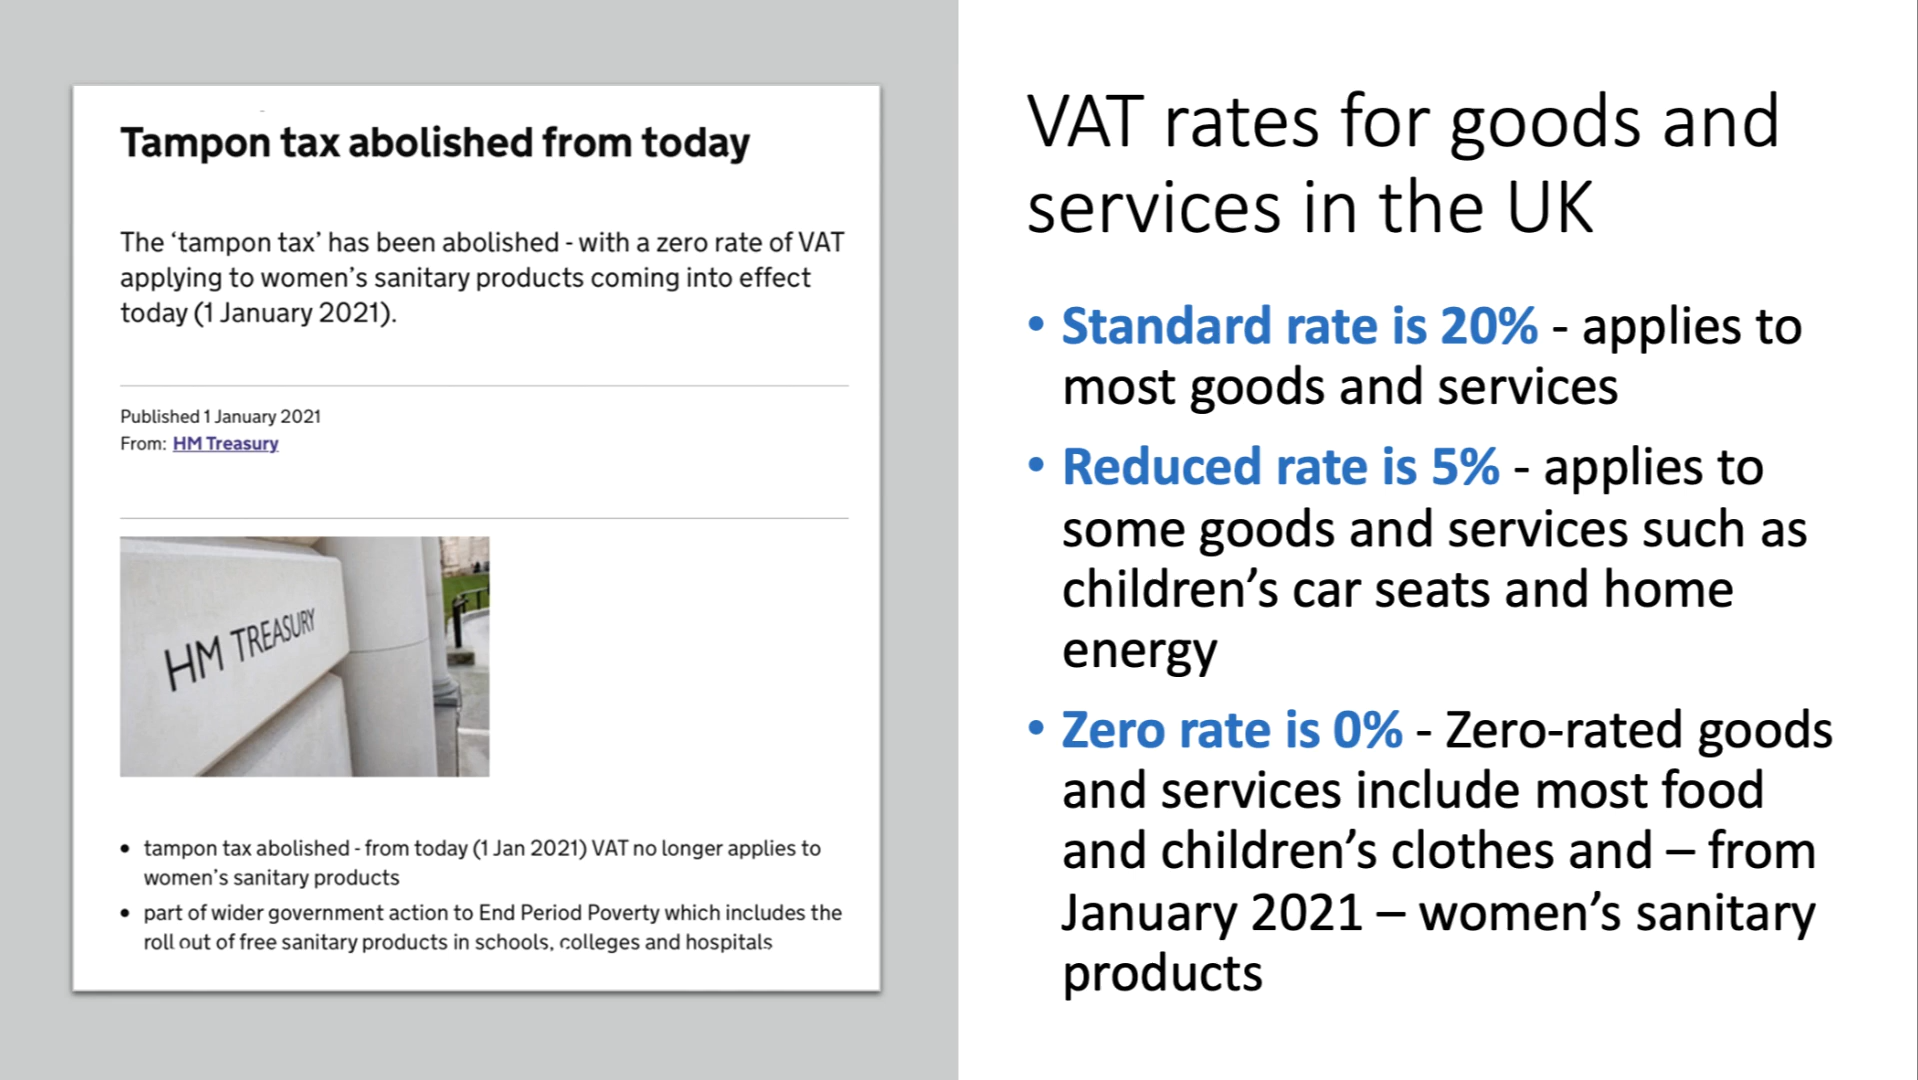 Tampon tax abolished from today
The ‘tampon tax’ has been abolished - with a zero rate of VAT
applying to women’s sanitary products coming into effect
today (1 January 2021).
Published 1 January 2021
From: HM Treasury
HM TREASURY
• tampon tax abolished - from today (1 Jan 2021) VAT no longer applies to
women’s sanitary products
• part of wider government action to End Period Poverty which includes the
roll out of free sanitary products in schools, colleges and hospitals
VAT rates for goods and
services in the UK
• Standard rate is 20% - applies to
most goods and services
• Reduced rate is 5% - applies to
some goods and services such as
children’s car seats and home
energy
• Zero rate is 0% - Zero-rated goods
and services include most food
and children’s clothes and – from
January 2021 – women’s sanitary
products